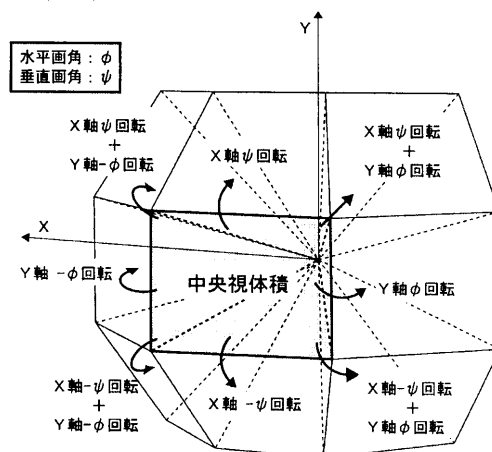 Y
水平画角：φ
垂直画角：ψ
X軸ψ回転
+
Y軸-φ回転
X軸ψ回転
X軸ψ回転
+
Y軸φ回転
X
Y軸 -φ回転
中央視体積
Y軸φ回転
X軸-ψ回転
+
Y軸-φ回転
X軸 -ψ回転
X軸-ψ回転
+
Y軸φ回転